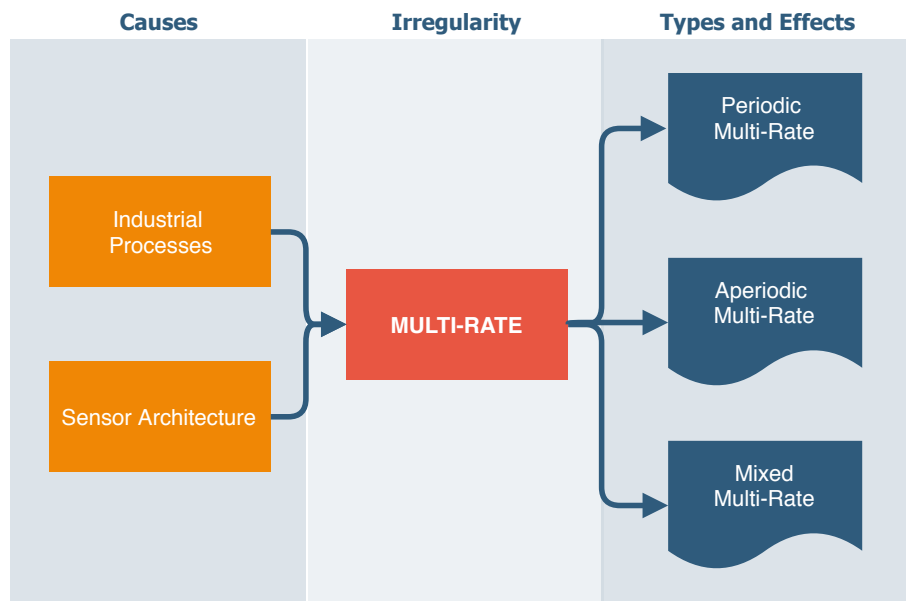 Causes
Irregularity
Types and Effects
Industrial
Processes
Sensor Architecture
MULTI-RATE
Periodic
Multi-Rate
Aperiodic
Multi-Rate
Mixed
Multi-Rate